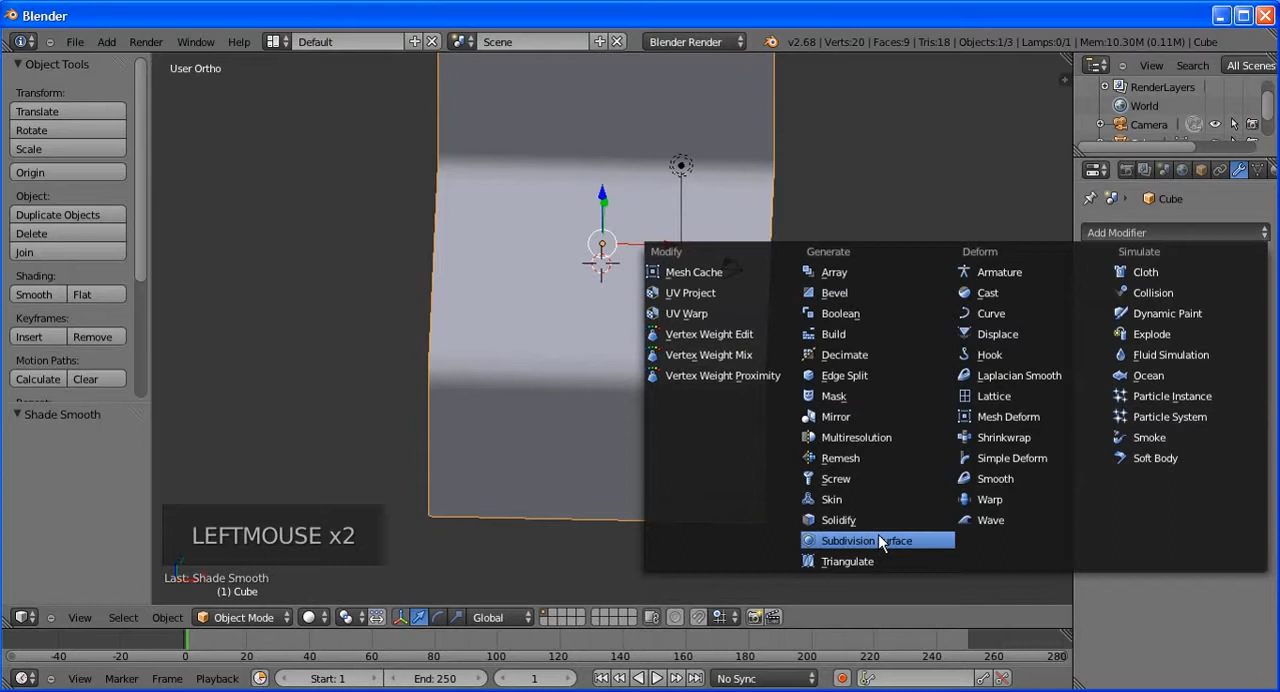 Blender
File Add Render Window Help Default Scene Blender Render v2.68 | Verts:20 | Faces:9 | Tris:18 | Objects:1/3 | Lamps:0/1 | Mem:10.30M (0.11M) | Cube
Object Tools
Transform:
Translate
Rotate
Scale
Origin
Object:
Duplicate Objects
Delete
Join
Shading:
Smooth Flat
Keyframes:
Insert Remove
Motion Paths:
Calculate Clear
Shade Smooth
User Ortho
LEFTMOUSE x2
Last: Shade Smooth
(1) Cube
Modify
Mesh Cache
UV Project
UV Warp
Vertex Weight Edit
Vertex Weight Mix
Vertex Weight Proximity
Generate
Array
Bevel
Boolean
Build
Decimate
Edge Split
Mask
Mirror
Multiresolution
Remesh
Screw
Skin
Solidify
Subdivision Surface
Triangulate
Deform
Armature
Cast
Curve
Displace
Hook
Laplacian Smooth
Lattice
Mesh Deform
Shrinkwrap
Simple Deform
Smooth
Warp
Wave
Simulate
Cloth
Collision
Dynamic Paint
Explode
Fluid Simulation
Ocean
Particle Instance
Particle System
Smoke
Soft Body
View Search All Scenes
RenderLayers
World
Camera
Cube
Add Modifier
View Select Object Object Mode Global
-40 -20 0 20 40 60 80 100 120 140 160 180 200 220 240 260 280
View Marker Frame Playback Start: 1 End: 250 1 No Sync